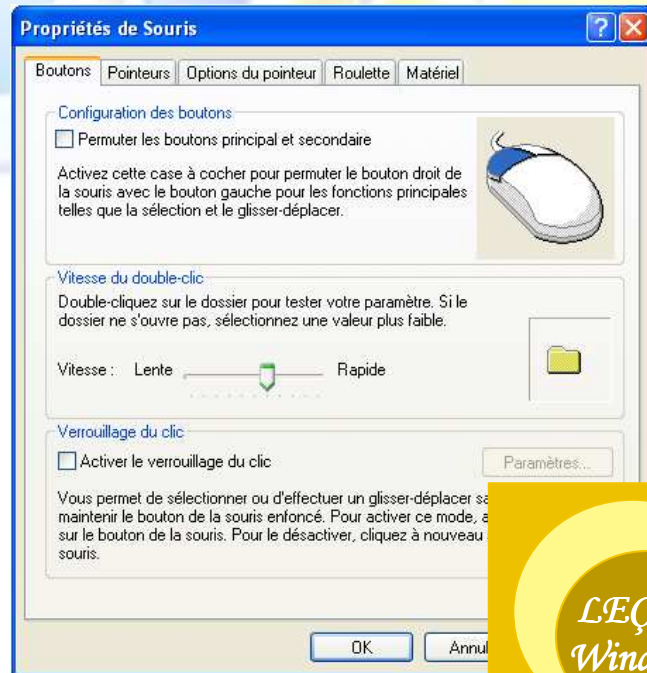 Propriétés de Souris
Boutons Pointeurs Options du pointeur Roulette Matériel
Configuration des boutons
Permuter les boutons principal et secondaire
Activez cette case à cocher pour permuter le bouton droit de
la souris avec le bouton gauche pour les fonctions principales
telles que la sélection et le glisser-déplacer.
Vitesse du double-clic
Double-cliquez sur le dossier pour tester votre paramètre. Si le
dossier ne s'ouvre pas, sélectionnez une valeur plus faible.
Vitesse : Lente Rapide
Verrouillage du clic
Activer le verrouillage du clic Paramètres...
Vous permet de sélectionner ou d'effectuer un glisser-déplacer
maintenir le bouton de la souris enfoncé. Pour activer ce mode,
sur le bouton de la souris. Pour le désactiver, cliquez à nouveau
souris.
OK